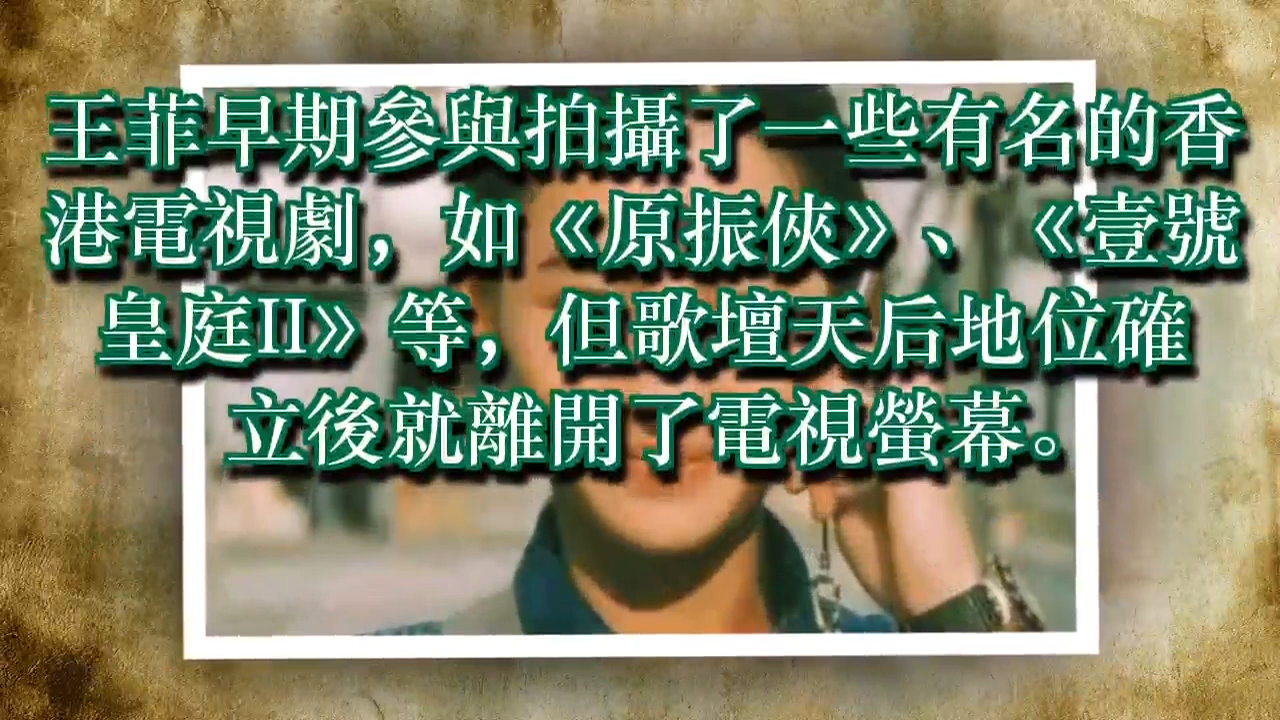 王菲早期參與拍攝了一些有名的香
港電視劇，如《原振俠》、《壹號
皇庭II》等，但歌壇天后地位確
立後就離開了電視螢幕。